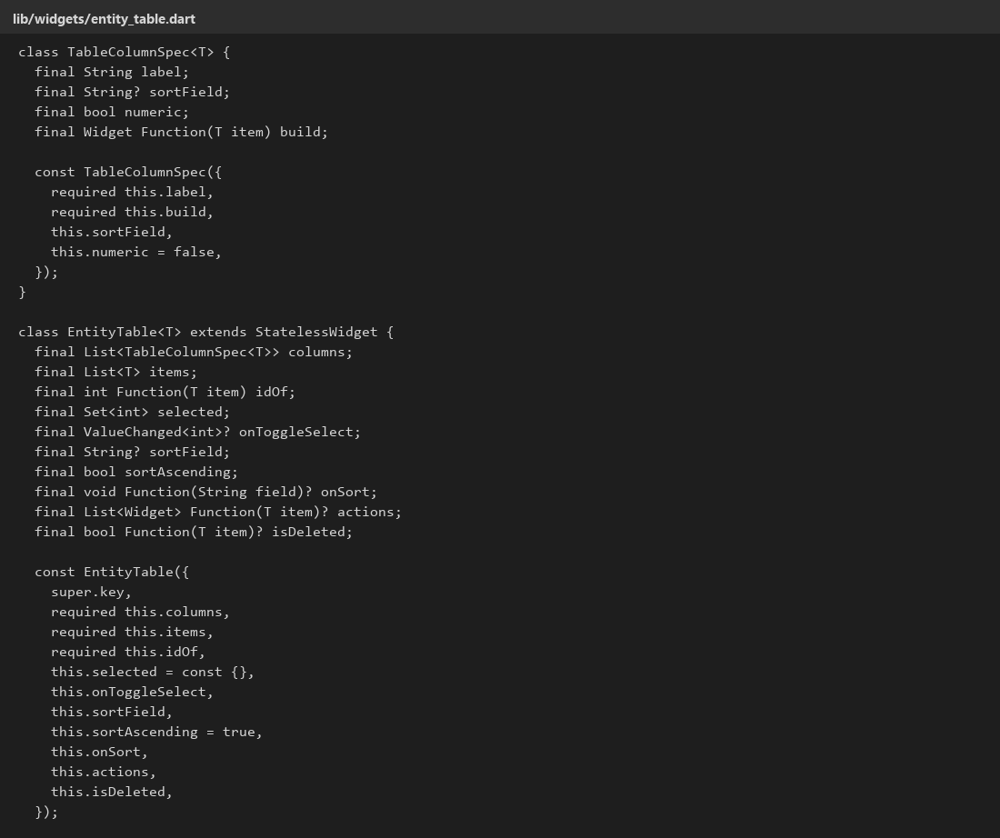 lib/widgets/entity_table.dart
class TableColumnSpec<T> {
  final String label;
  final String? sortField;
  final bool numeric;
  final Widget Function(T item) build;

  const TableColumnSpec({
    required this.label,
    required this.build,
    this.sortField,
    this.numeric = false,
  });
}

class EntityTable<T> extends StatelessWidget {
  final List<TableColumnSpec<T>> columns;
  final List<T> items;
  final int Function(T item) idOf;
  final Set<int> selected;
  final ValueChanged<int>? onToggleSelect;
  final String? sortField;
  final bool sortAscending;
  final void Function(String field)? onSort;
  final List<Widget> Function(T item)? actions;
  final bool Function(T item)? isDeleted;

  const EntityTable({
    super.key,
    required this.columns,
    required this.items,
    required this.idOf,
    this.selected = const {},
    this.onToggleSelect,
    this.sortField,
    this.sortAscending = true,
    this.onSort,
    this.actions,
    this.isDeleted,
  });